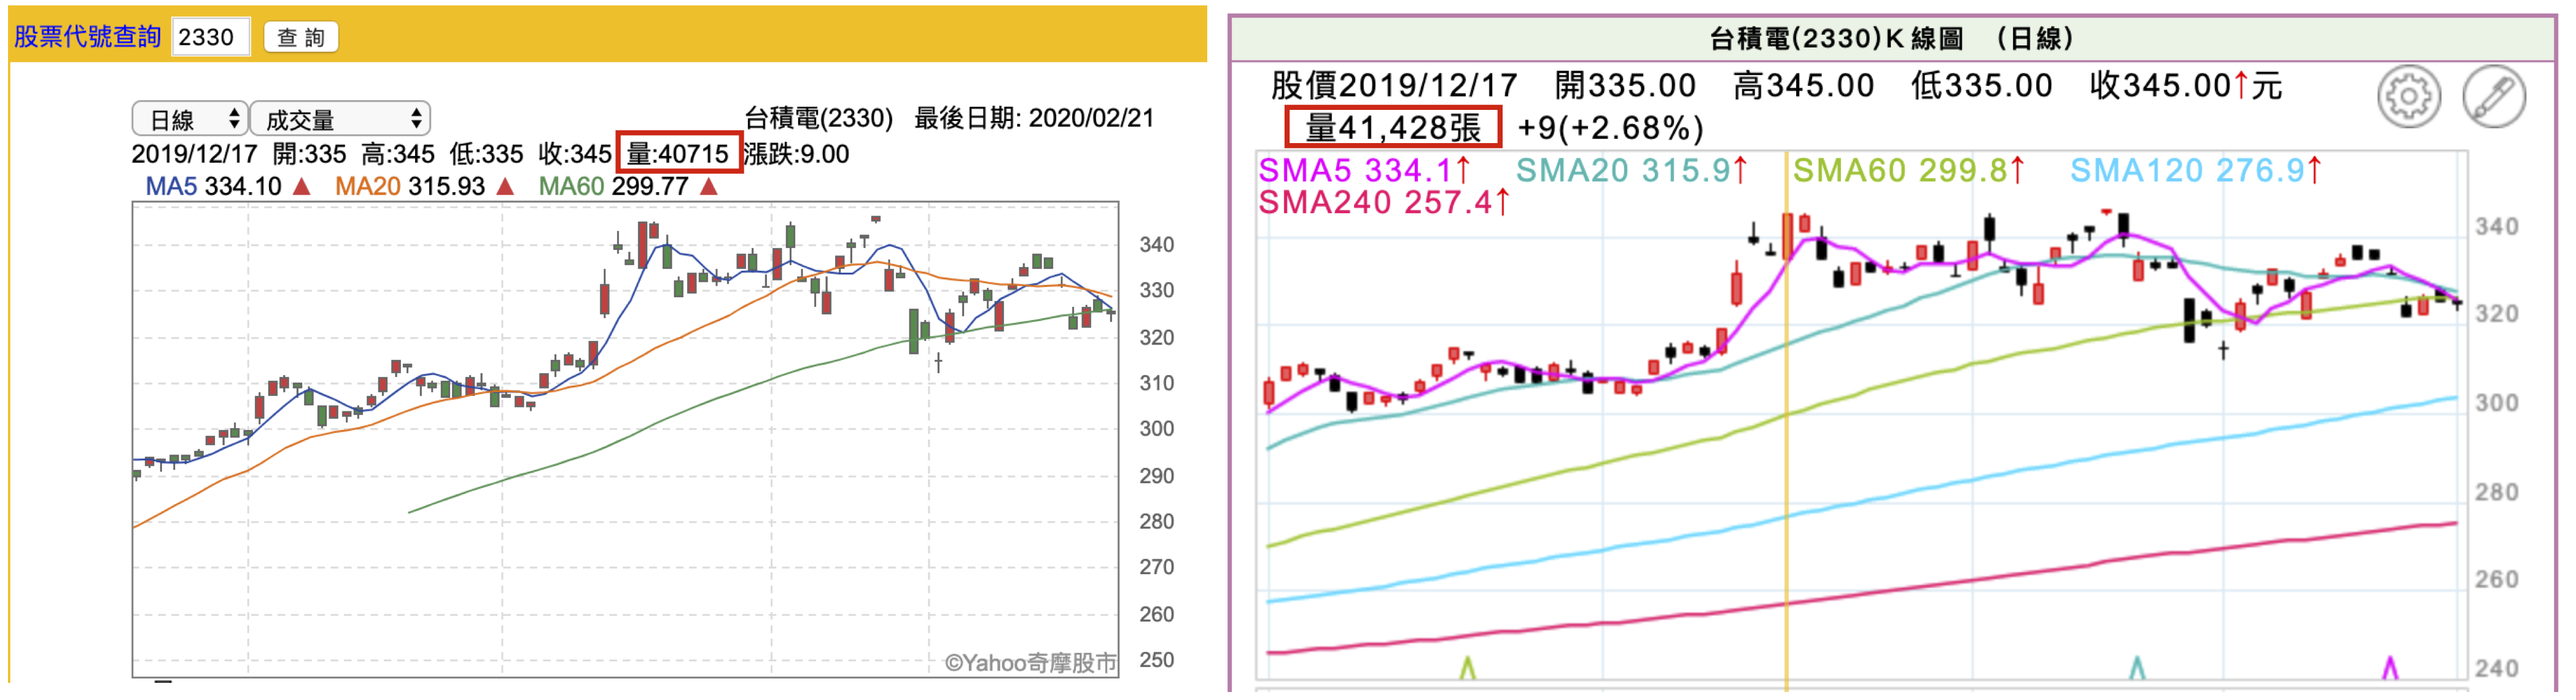 股票代號查詢 2330 查 詢
日線 成交量 台積電(2330) 最後日期: 2020/02/21
2019/12/17 開:335 高:345 低:335 收:345 量:40715 漲跌:9.00
MA5 334.10 ▲ MA20 315.93 ▲ MA60 299.77 ▲
340
330
320
310
300
290
280
270
260
250
©Yahoo奇摩股市
台積電(2330)K 線圖 (日線)
股價2019/12/17 開335.00 高345.00 低335.00 收345.00↑元
量41,428張 +9(+2.68%)
SMA5 334.1↑ SMA20 315.9↑ SMA60 299.8↑ SMA120 276.9↑
SMA240 257.4↑
340
320
300
280
260
240